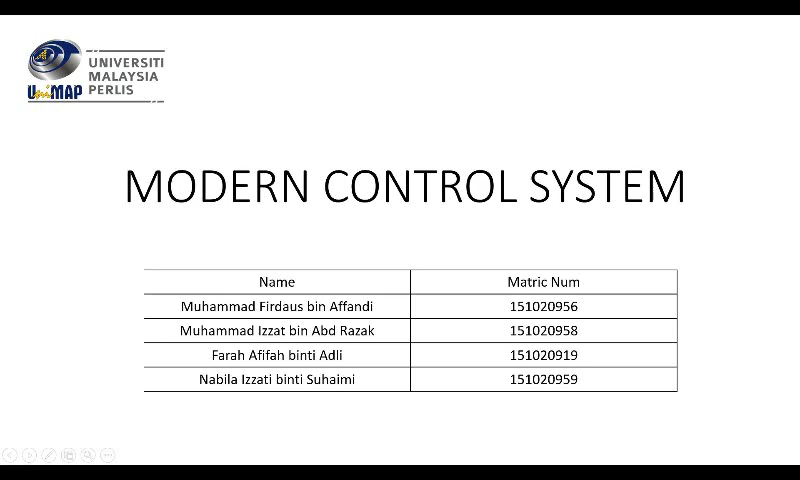 UNIVERSITI
MALAYSIA
PERLIS
UniMAP
MODERN CONTROL SYSTEM
Name Matric Num
Muhammad Firdaus bin Affandi 151020956
Muhammad Izzat bin Abd Razak 151020958
Farah Afifah binti Adli 151020919
Nabila Izzati binti Suhaimi 151020959